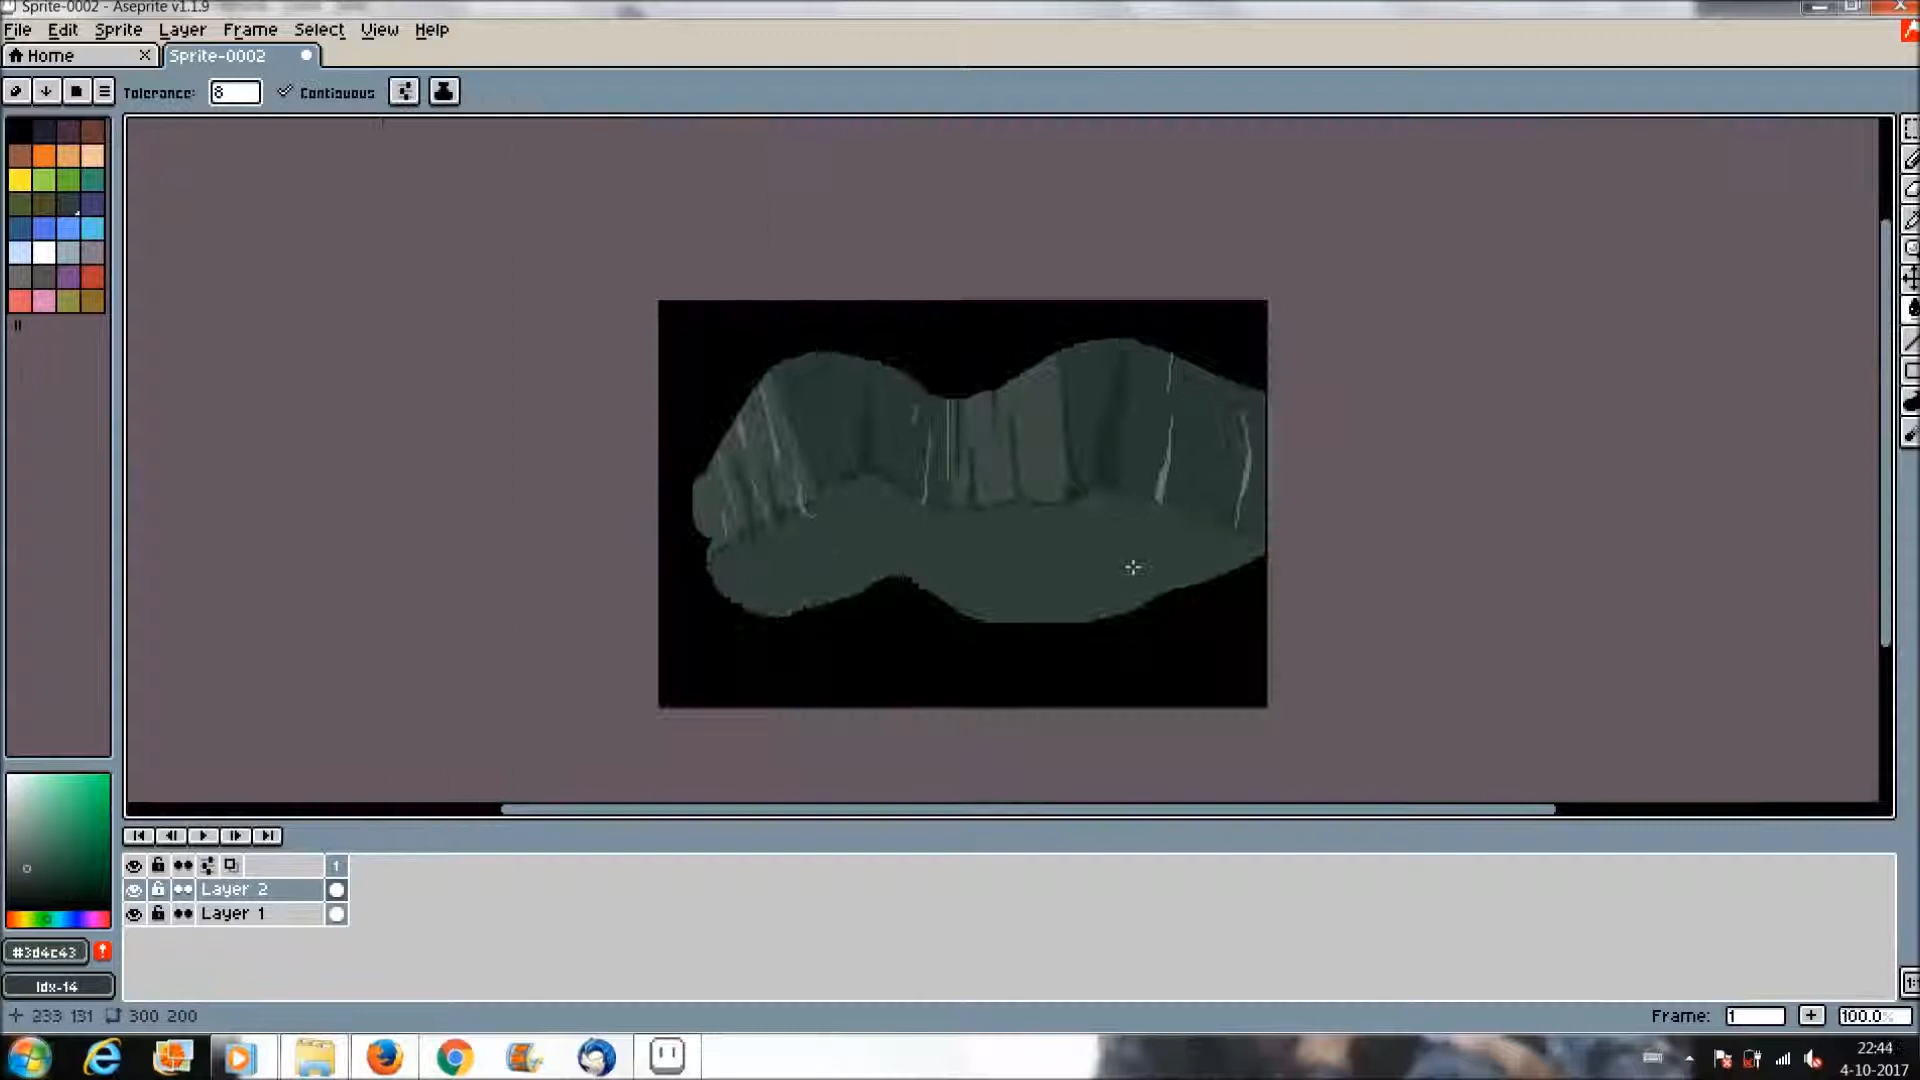 Sprite-0002 - Aseprite v1.1.9
File Edit Sprite Layer Frame Select View Help
Home Sprite-0002
Tolerance: 8 Contiguous
1
Layer 2
Layer 1
#3d4c43
Idx-14
233 131 300 200
Frame: 1 100.0
22:44
4-10-2017